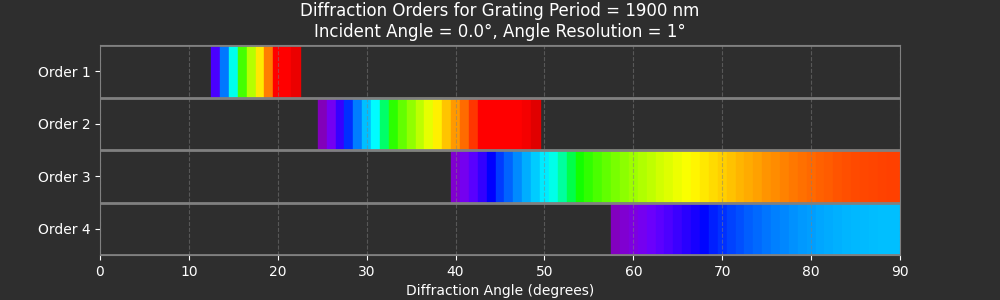 Diffraction Orders for Grating Period = 1900 nm
Incident Angle = 0.0°, Angle Resolution = 1°
Order 1
Order 2
Order 3
Order 4
0 10 20 30 40 50 60 70 80 90
Diffraction Angle (degrees)